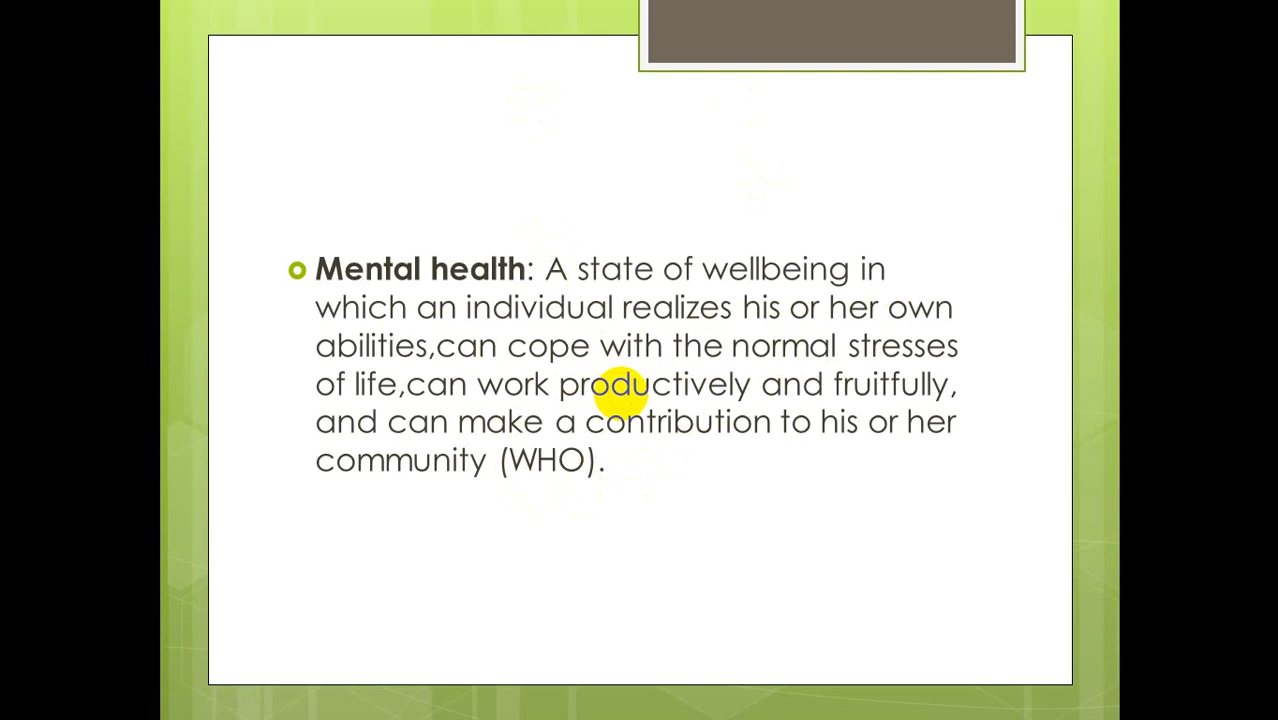 Mental health: A state of wellbeing in
which an individual realizes his or her own
abilities,can cope with the normal stresses
of life,can work productively and fruitfully,
and can make a contribution to his or her
community (WHO).